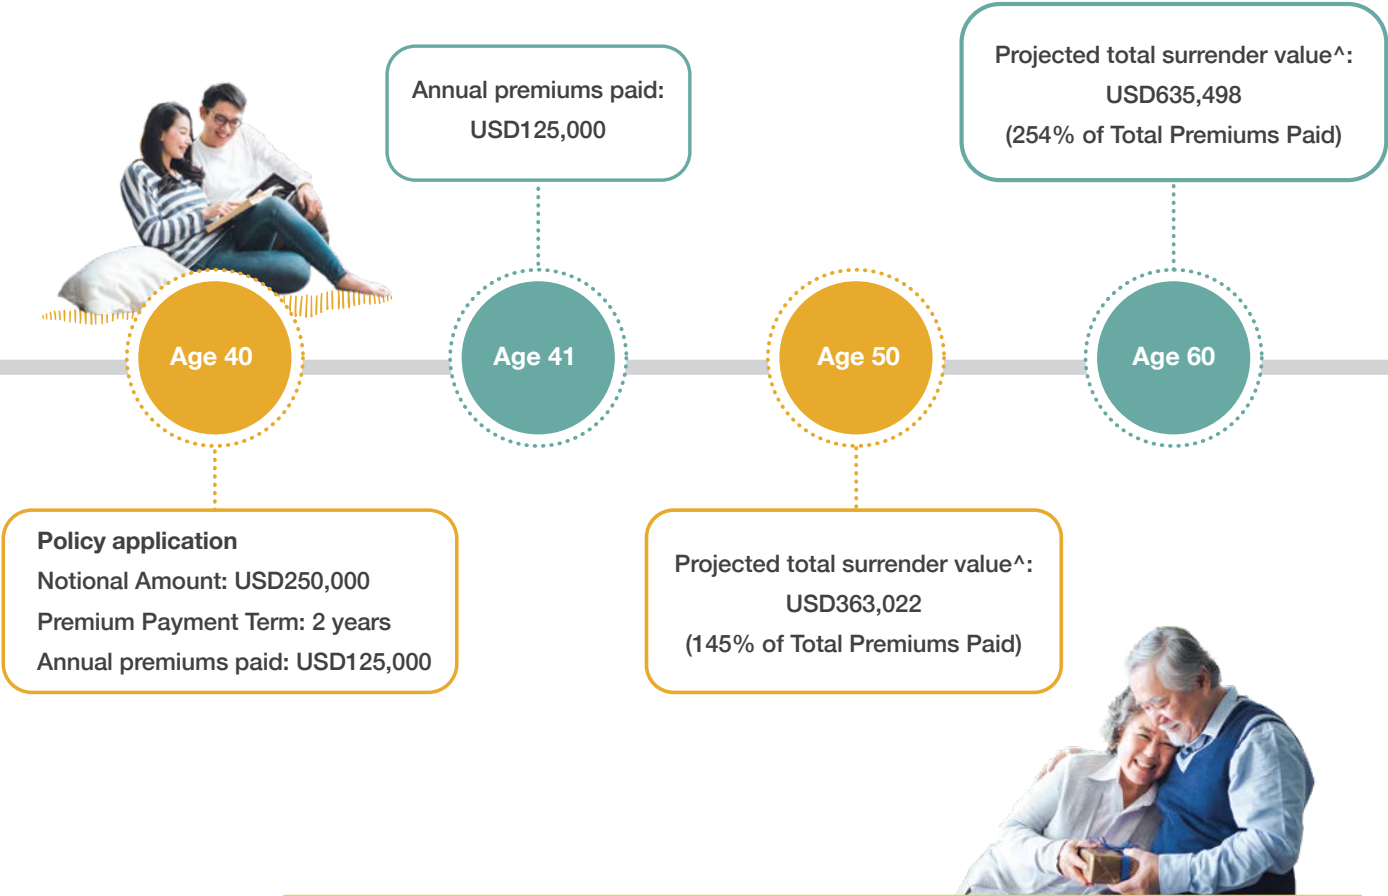 Annual premiums paid:
USD125,000
Projected total surrender value^:
USD635,498
(254% of Total Premiums Paid)
Age 40
Age 41
Age 50
Age 60
Policy application
Notional Amount: USD250,000
Premium Payment Term: 2 years
Annual premiums paid: USD125,000
Projected total surrender value^:
USD363,022
(145% of Total Premiums Paid)